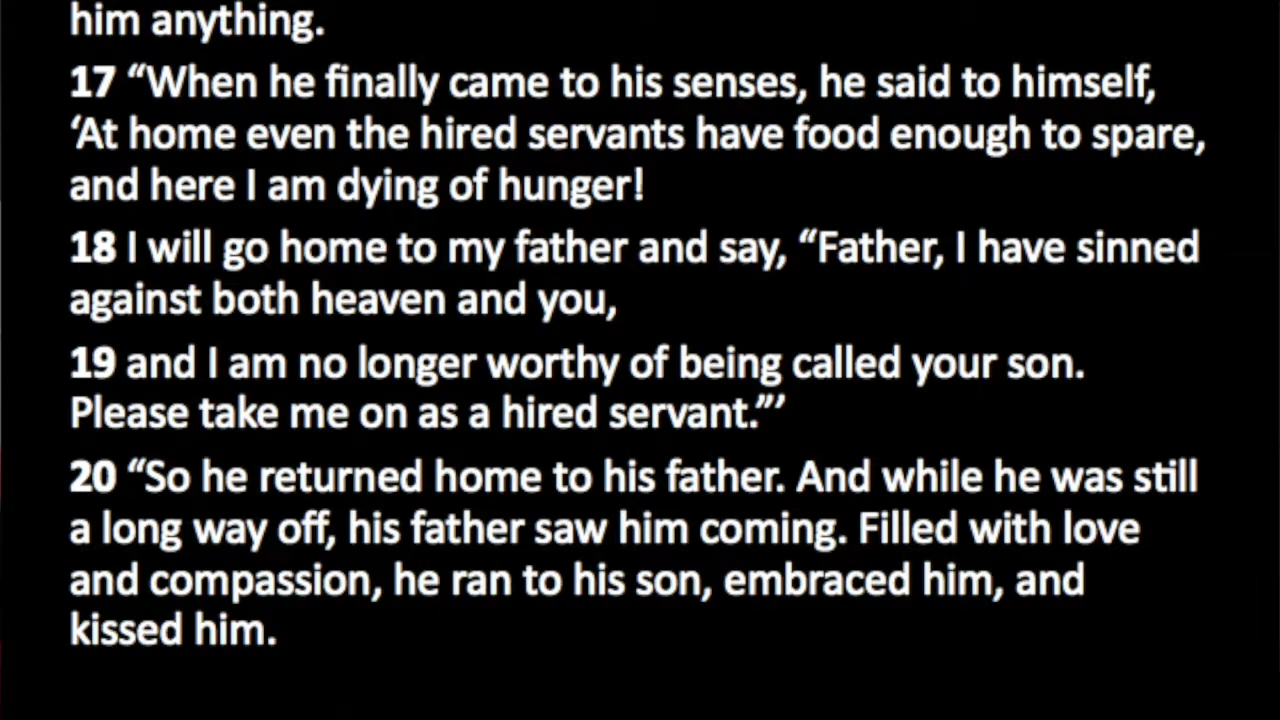 him anything.
17 “When he finally came to his senses, he said to himself,
‘At home even the hired servants have food enough to spare,
and here I am dying of hunger!
18 I will go home to my father and say, “Father, I have sinned
against both heaven and you,
19 and I am no longer worthy of being called your son.
Please take me on as a hired servant.”’
20 “So he returned home to his father. And while he was still
a long way off, his father saw him coming. Filled with love
and compassion, he ran to his son, embraced him, and
kissed him.